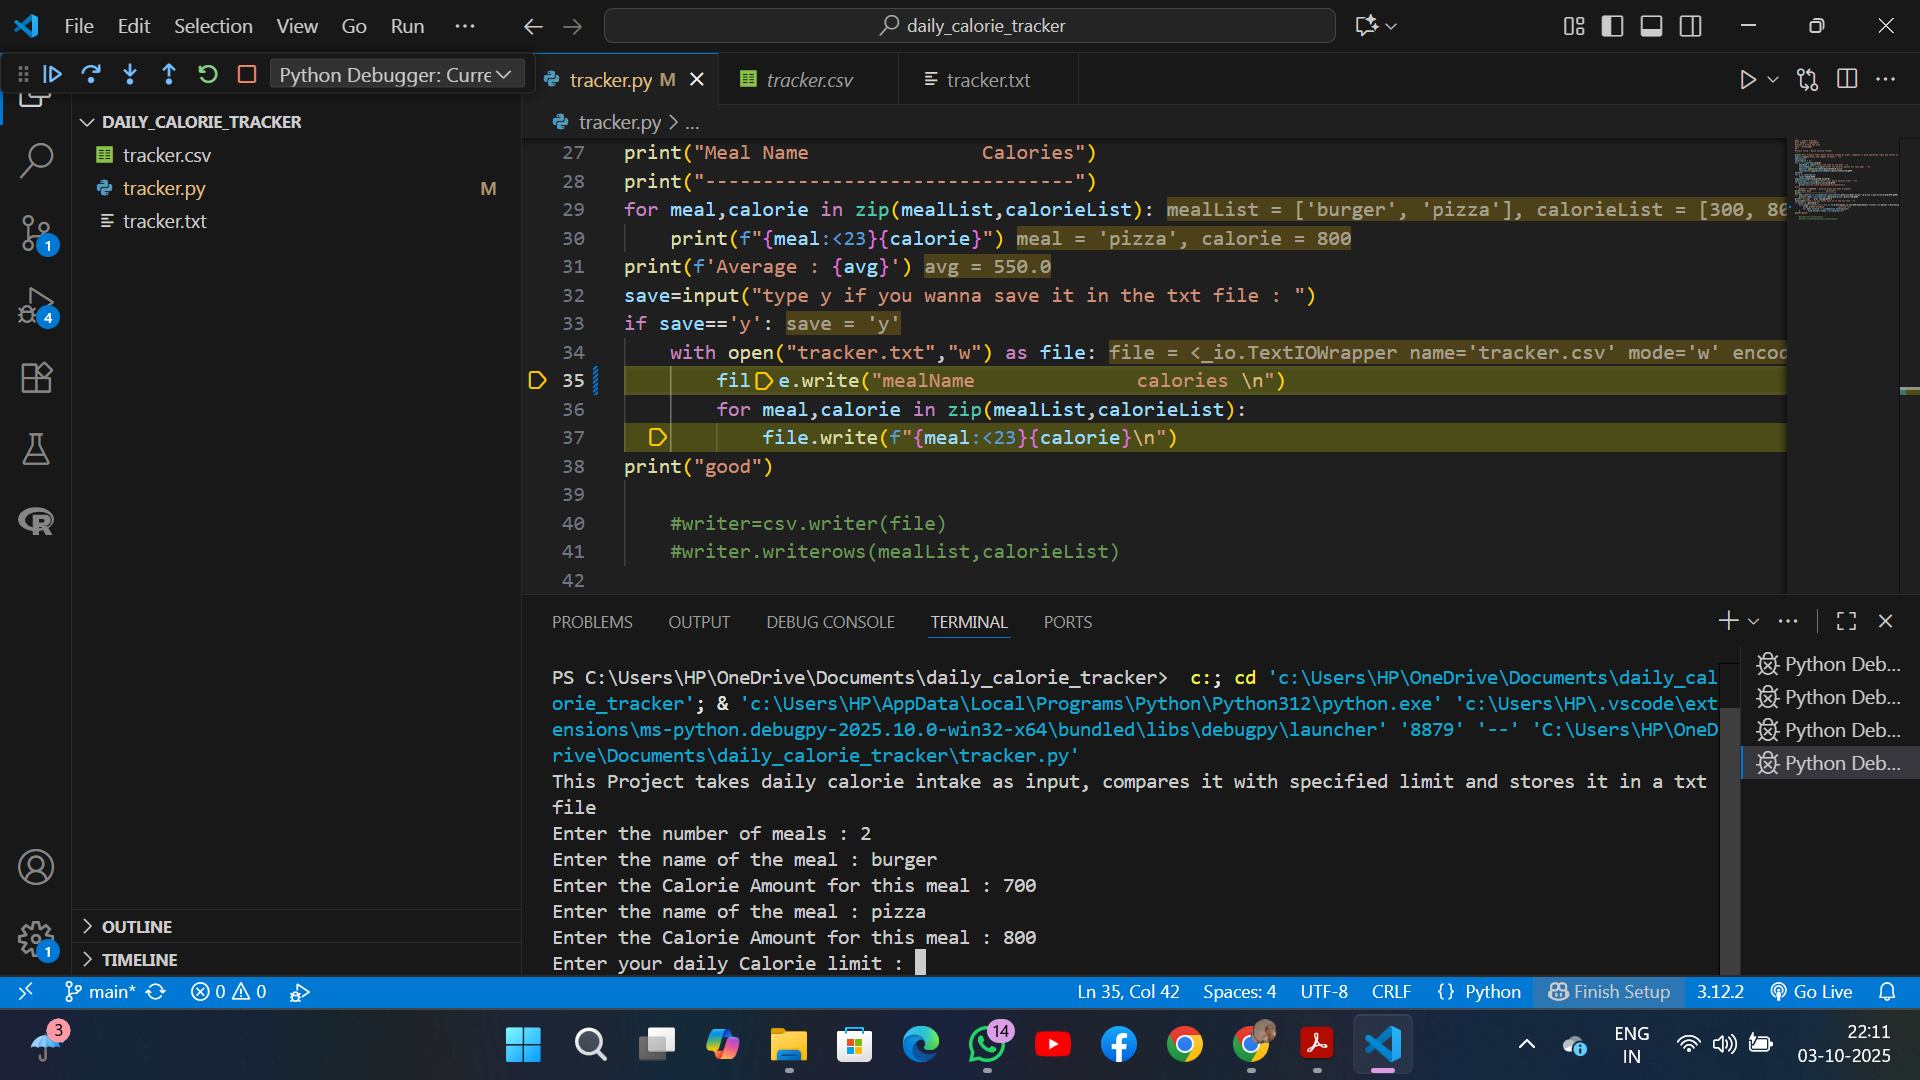 File Edit Selection View Go Run ···
daily_calorie_tracker
Python Debugger: Curre
tracker.py M
tracker.csv
tracker.txt
tracker.py > ...
DAILY_CALORIE_TRACKER
tracker.csv
tracker.py M
tracker.txt
1
4
27 print("Meal Name               Calories")
28 print("--------------------------------")
29 for meal,calorie in zip(mealList,calorieList): mealList = ['burger', 'pizza'], calorieList = [300, 80
30     print(f"{meal:<23}{calorie}") meal = 'pizza', calorie = 800
31 print(f'Average : {avg}') avg = 550.0
32 save=input("type y if you wanna save it in the txt file : ")
33 if save=='y': save = 'y'
34     with open("tracker.txt","w") as file: file = <_io.TextIOWrapper name='tracker.csv' mode='w' encod
35         file.write("mealName              calories \n")
36         for meal,calorie in zip(mealList,calorieList):
37             file.write(f"{meal:<23}{calorie}\n")
38 print("good")
39
40     #writer=csv.writer(file)
41     #writer.writerows(mealList,calorieList)
42
PROBLEMS OUTPUT DEBUG CONSOLE TERMINAL PORTS
PS C:\Users\HP\OneDrive\Documents\daily_calorie_tracker>  c:; cd 'c:\Users\HP\OneDrive\Documents\daily_cal
orie_tracker'; & 'c:\Users\HP\AppData\Local\Programs\Python\Python312\python.exe' 'c:\Users\HP\.vscode\ext
ensions\ms-python.debugpy-2025.10.0-win32-x64\bundled\libs\debugpy\launcher' '8879' '--' 'C:\Users\HP\OneD
rive\Documents\daily_calorie_tracker\tracker.py'
This Project takes daily calorie intake as input, compares it with specified limit and stores it in a txt
file
Enter the number of meals : 2
Enter the name of the meal : burger
Enter the Calorie Amount for this meal : 700
Enter the name of the meal : pizza
Enter the Calorie Amount for this meal : 800
Enter your daily Calorie limit :
Python Deb...
Python Deb...
Python Deb...
Python Deb...
1
OUTLINE
TIMELINE
main* 0 0
Ln 35, Col 42 Spaces: 4 UTF-8 CRLF {} Python Finish Setup 3.12.2 Go Live
3
14
ENG
IN
22:11
03-10-2025